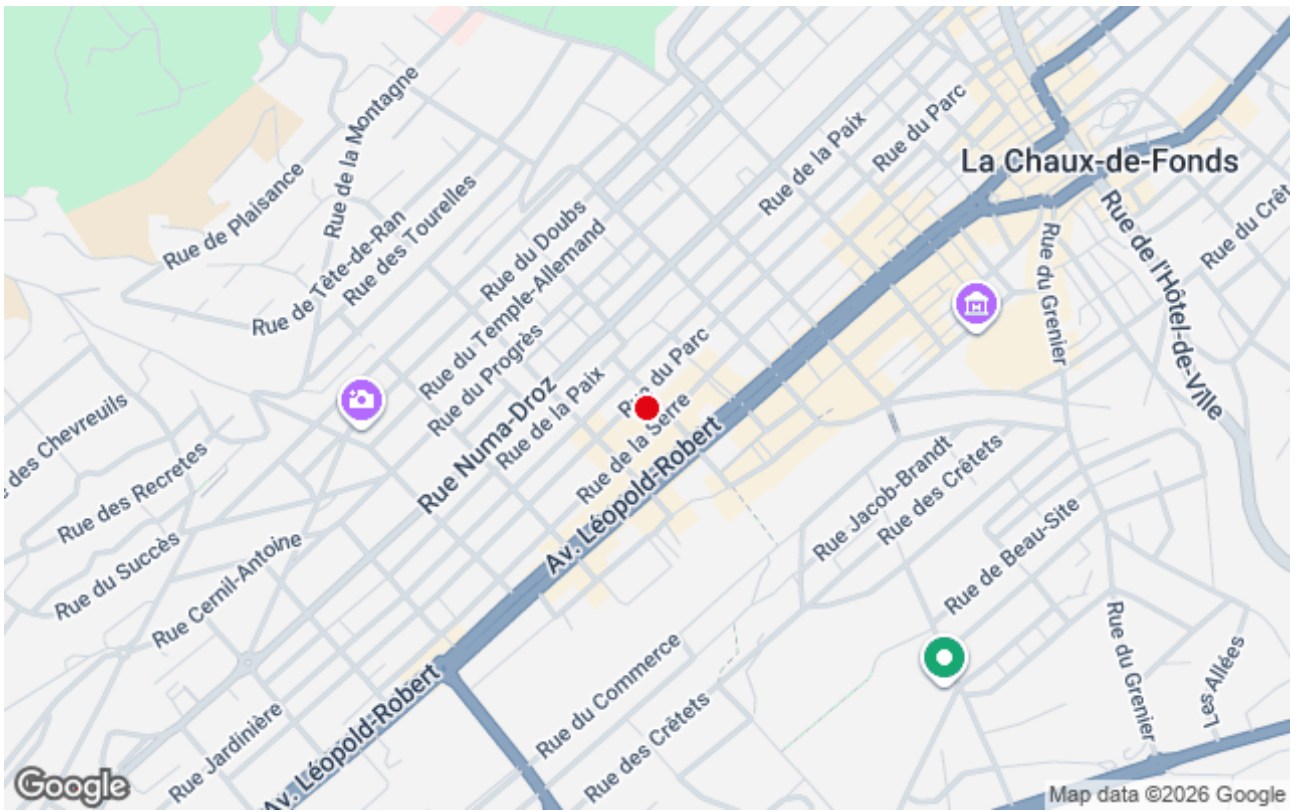 Rue de la Montagne
Rue du Parc
Rue de la Paix
La Chaux-de-Fonds
Rue de Plaisance
Rue des Tourelles
Rue de Tête-de-Ran
Rue du Doubs
Rue du Temple-Allemand
Rue du Progrès
Rue de l'Hôtel-de-Ville
Rue du Crêt
Rue du Grenier
Rue du Parc
Rue de la Serre
Rue de la Paix
Rue Numa-Droz
Av. Léopold-Robert
des Chevreuils
Rue des Recretes
Rue du Succès
Rue Cernil-Antoine
Rue Jacob-Brandt
Rue des Crêtets
Rue de Beau-Site
Rue du Commerce
Rue des Crêtets
Rue du Grenier
Les Allées
Av. Léopold-Robert
Rue Jardinière
Google
Map data ©2026 Google